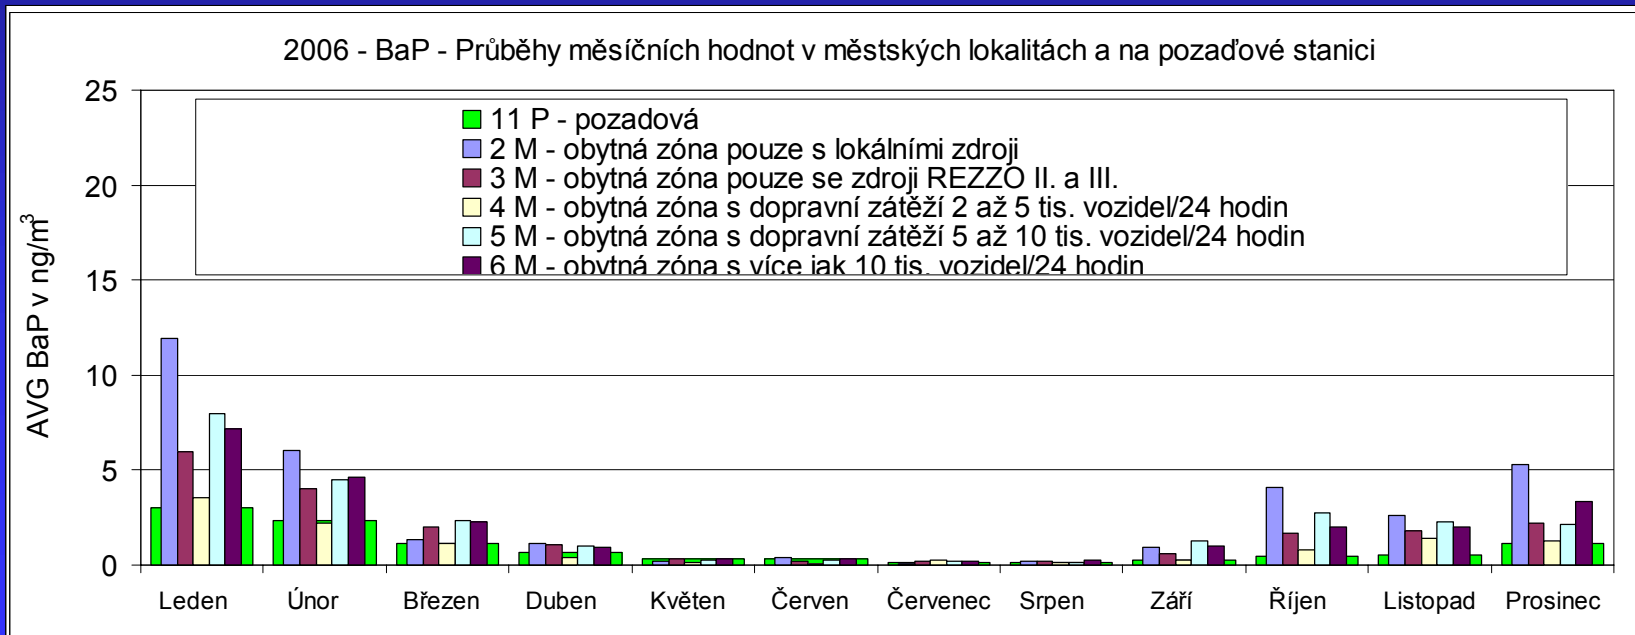 2006 - BaP - Průběhy měsíčních hodnot v městských lokalitách a na pozaďové stanici
AVG BaP v ng/m³
25
20
15
10
5
0
11 P - pozadová
2 M - obytná zóna pouze s lokálními zdroji
3 M - obytná zóna pouze se zdroji REZZO II. a III.
4 M - obytná zóna s dopravní zátěží 2 až 5 tis. vozidel/24 hodin
5 M - obytná zóna s dopravní zátěží 5 až 10 tis. vozidel/24 hodin
6 M - obytná zóna s více jak 10 tis. vozidel/24 hodin
Leden Únor Březen Duben Květen Červen Červenec Srpen Září Říjen Listopad Prosinec